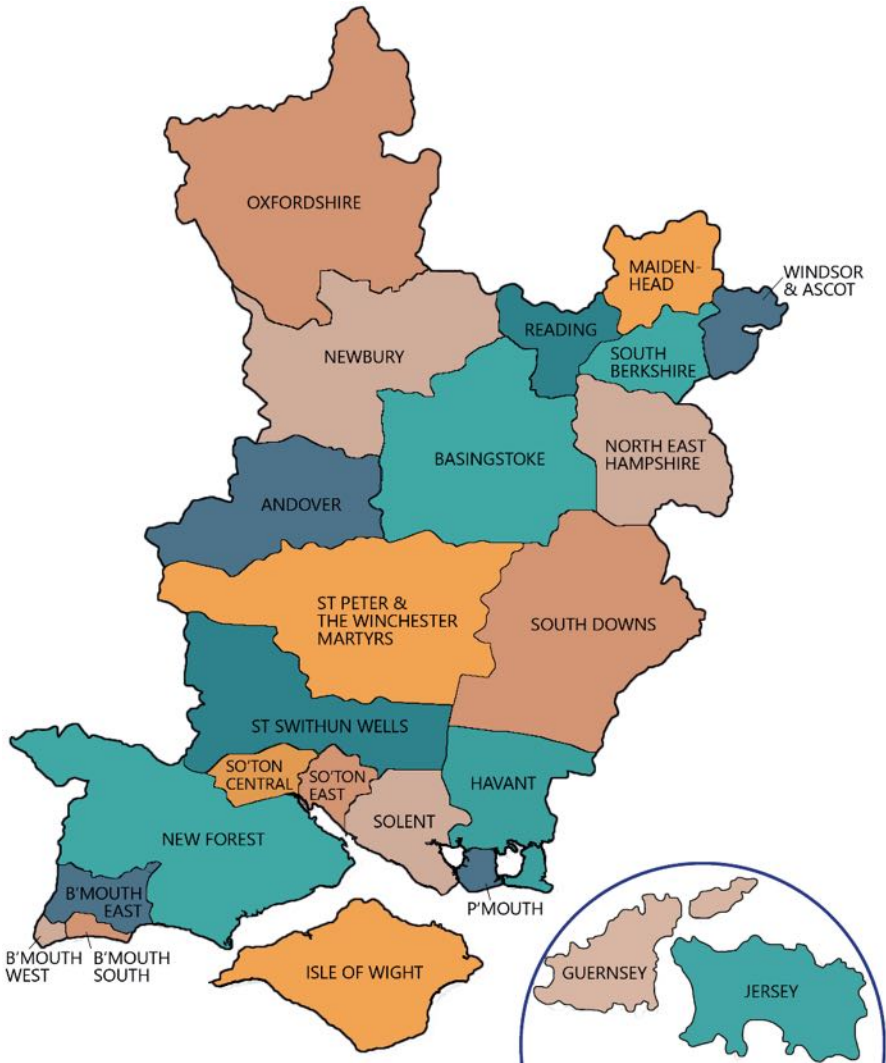 OXFORDSHIRE
MAIDEN-
HEAD
WINDSOR
& ASCOT
READING
NEWBURY
SOUTH
BERKSHIRE
BASINGSTOKE
NORTH EAST
HAMPSHIRE
ANDOVER
ST PETER &
THE WINCHESTER
MARTYRS
SOUTH DOWNS
ST SWITHUN WELLS
SO'TON
CENTRAL
SO'TON
EAST
HAVANT
SOLENT
NEW FOREST
B'MOUTH
EAST
P'MOUTH
B'MOUTH
WEST
B'MOUTH
SOUTH
ISLE OF WIGHT
GUERNSEY
JERSEY